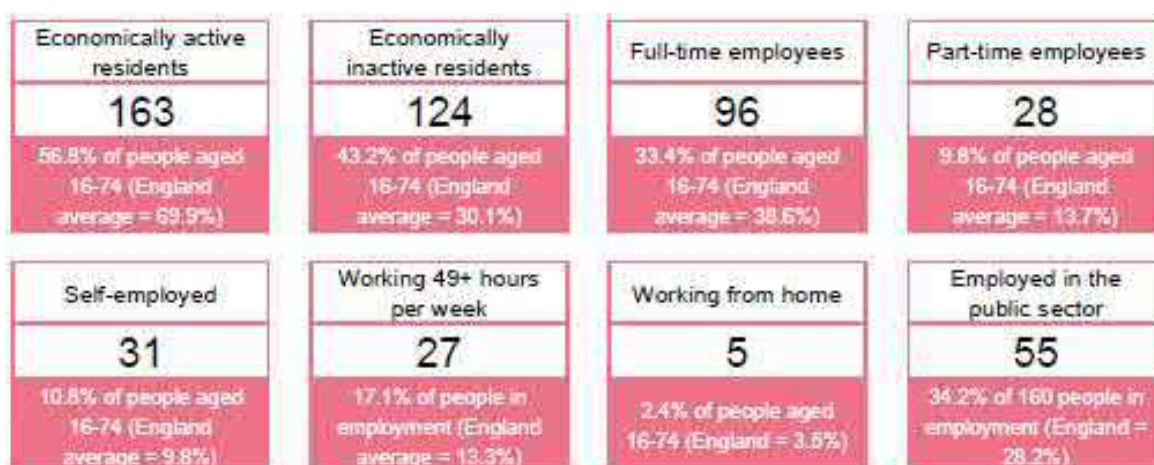 Economically active
residents
163
56.8% of people aged
16-74 (England
average = 69.9%)
Economically
inactive residents
124
43.2% of people aged
16-74 (England
average = 30.1%)
Full-time employees
96
33.4% of people aged
16-74 (England
average = 38.6%)
Part-time employees
28
9.8% of people aged
16-74 (England
average = 13.7%)
Self-employed
31
10.8% of people aged
16-74 (England
average = 9.8%)
Working 49+ hours
per week
27
17.1% of people in
employment (England
average = 13.3%)
Working from home
5
2.4% of people aged
16-74 (England = 3.5%)
Employed in the
public sector
55
34.2% of 160 people in
employment (England =
28.2%)